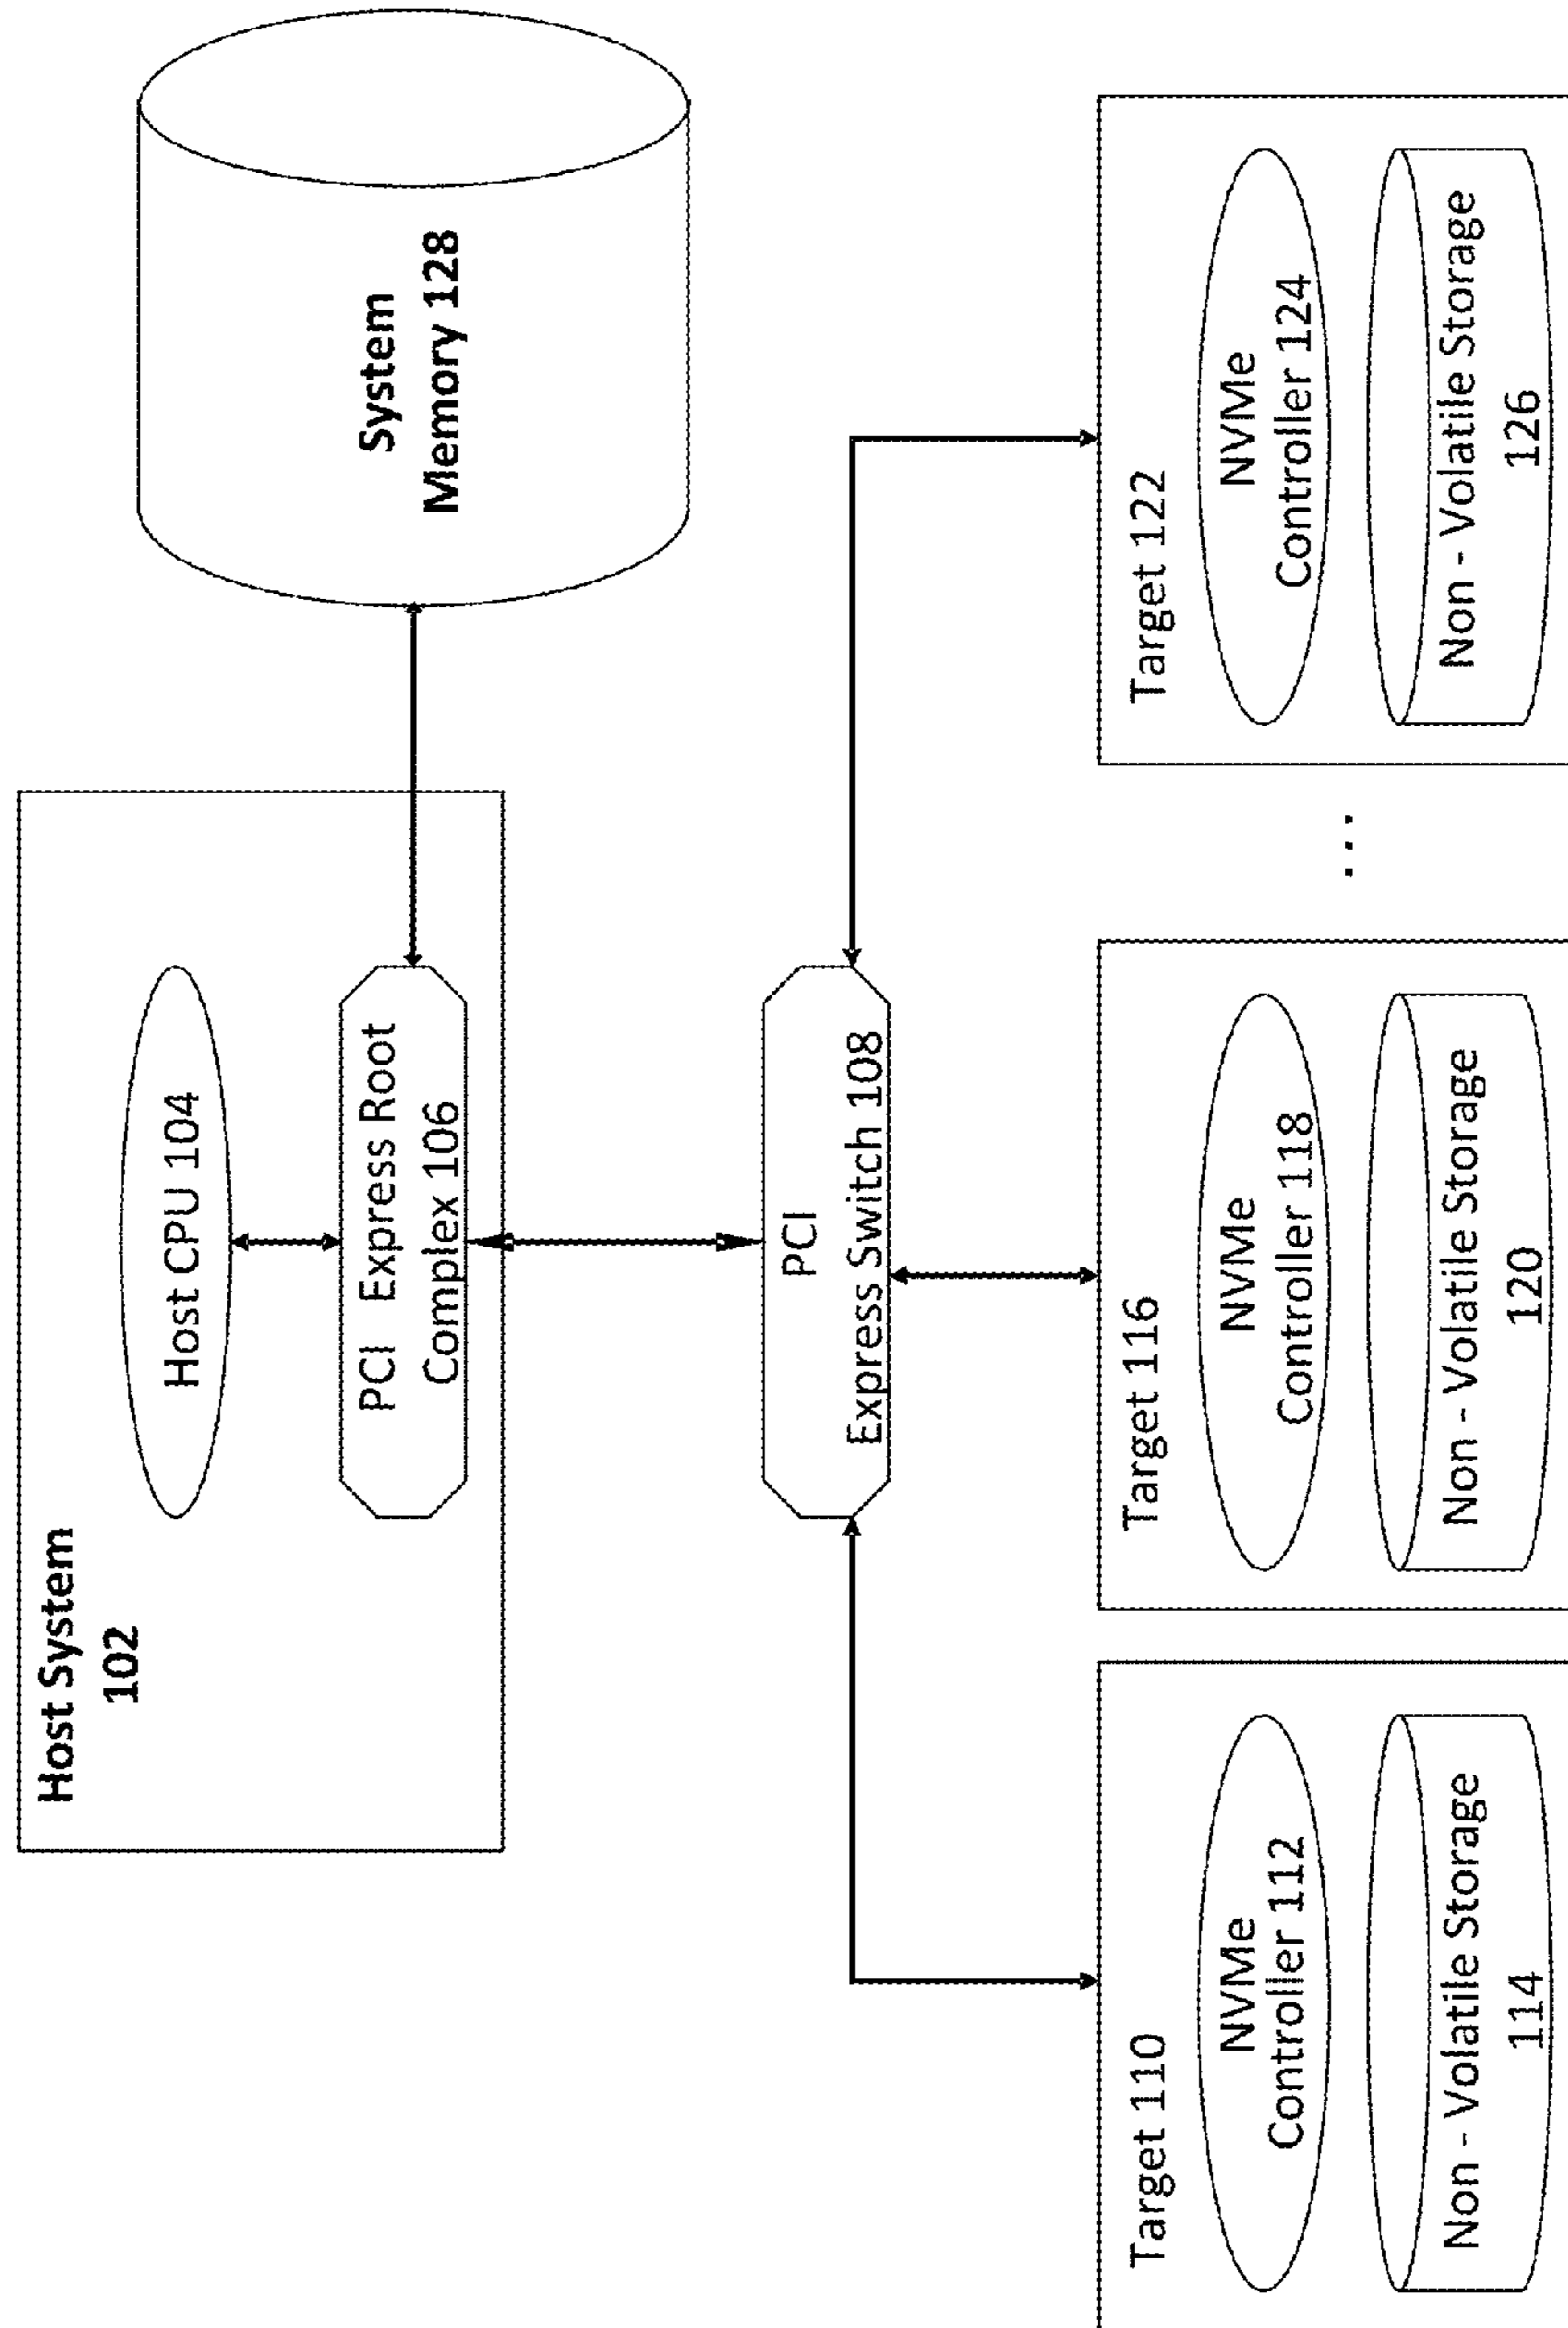 Host System
102
Host CPU 104
PCI Express Root
Complex 106
System
Memory 128
PCI
Express Switch 108
Target 110
NVMe
Controller 112
Non - Volatile Storage
114
Target 116
NVMe
Controller 118
Non - Volatile Storage
120
...
Target 122
NVMe
Controller 124
Non - Volatile Storage
126